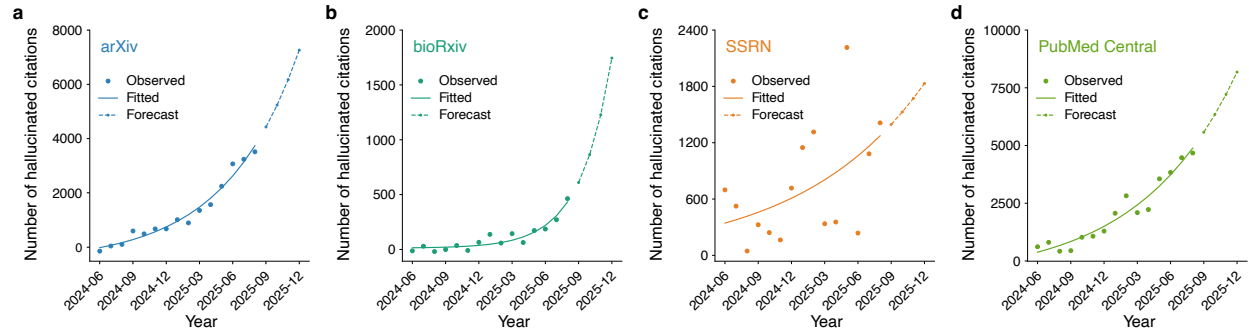 a
arXiv
Observed
Fitted
Forecast
Number of hallucinated citations
8000
6000
4000
2000
0
2024-06
2024-09
2024-12
2025-03
2025-06
2025-09
2025-12
Year
b
bioRxiv
Observed
Fitted
Forecast
Number of hallucinated citations
2000
1500
1000
500
0
2024-06
2024-09
2024-12
2025-03
2025-06
2025-09
2025-12
Year
c
SSRN
Observed
Fitted
Forecast
Number of hallucinated citations
2400
1800
1200
600
0
2024-06
2024-09
2024-12
2025-03
2025-06
2025-09
2025-12
Year
d
PubMed Central
Observed
Fitted
Forecast
Number of hallucinated citations
10000
7500
5000
2500
0
2024-06
2024-09
2024-12
2025-03
2025-06
2025-09
2025-12
Year